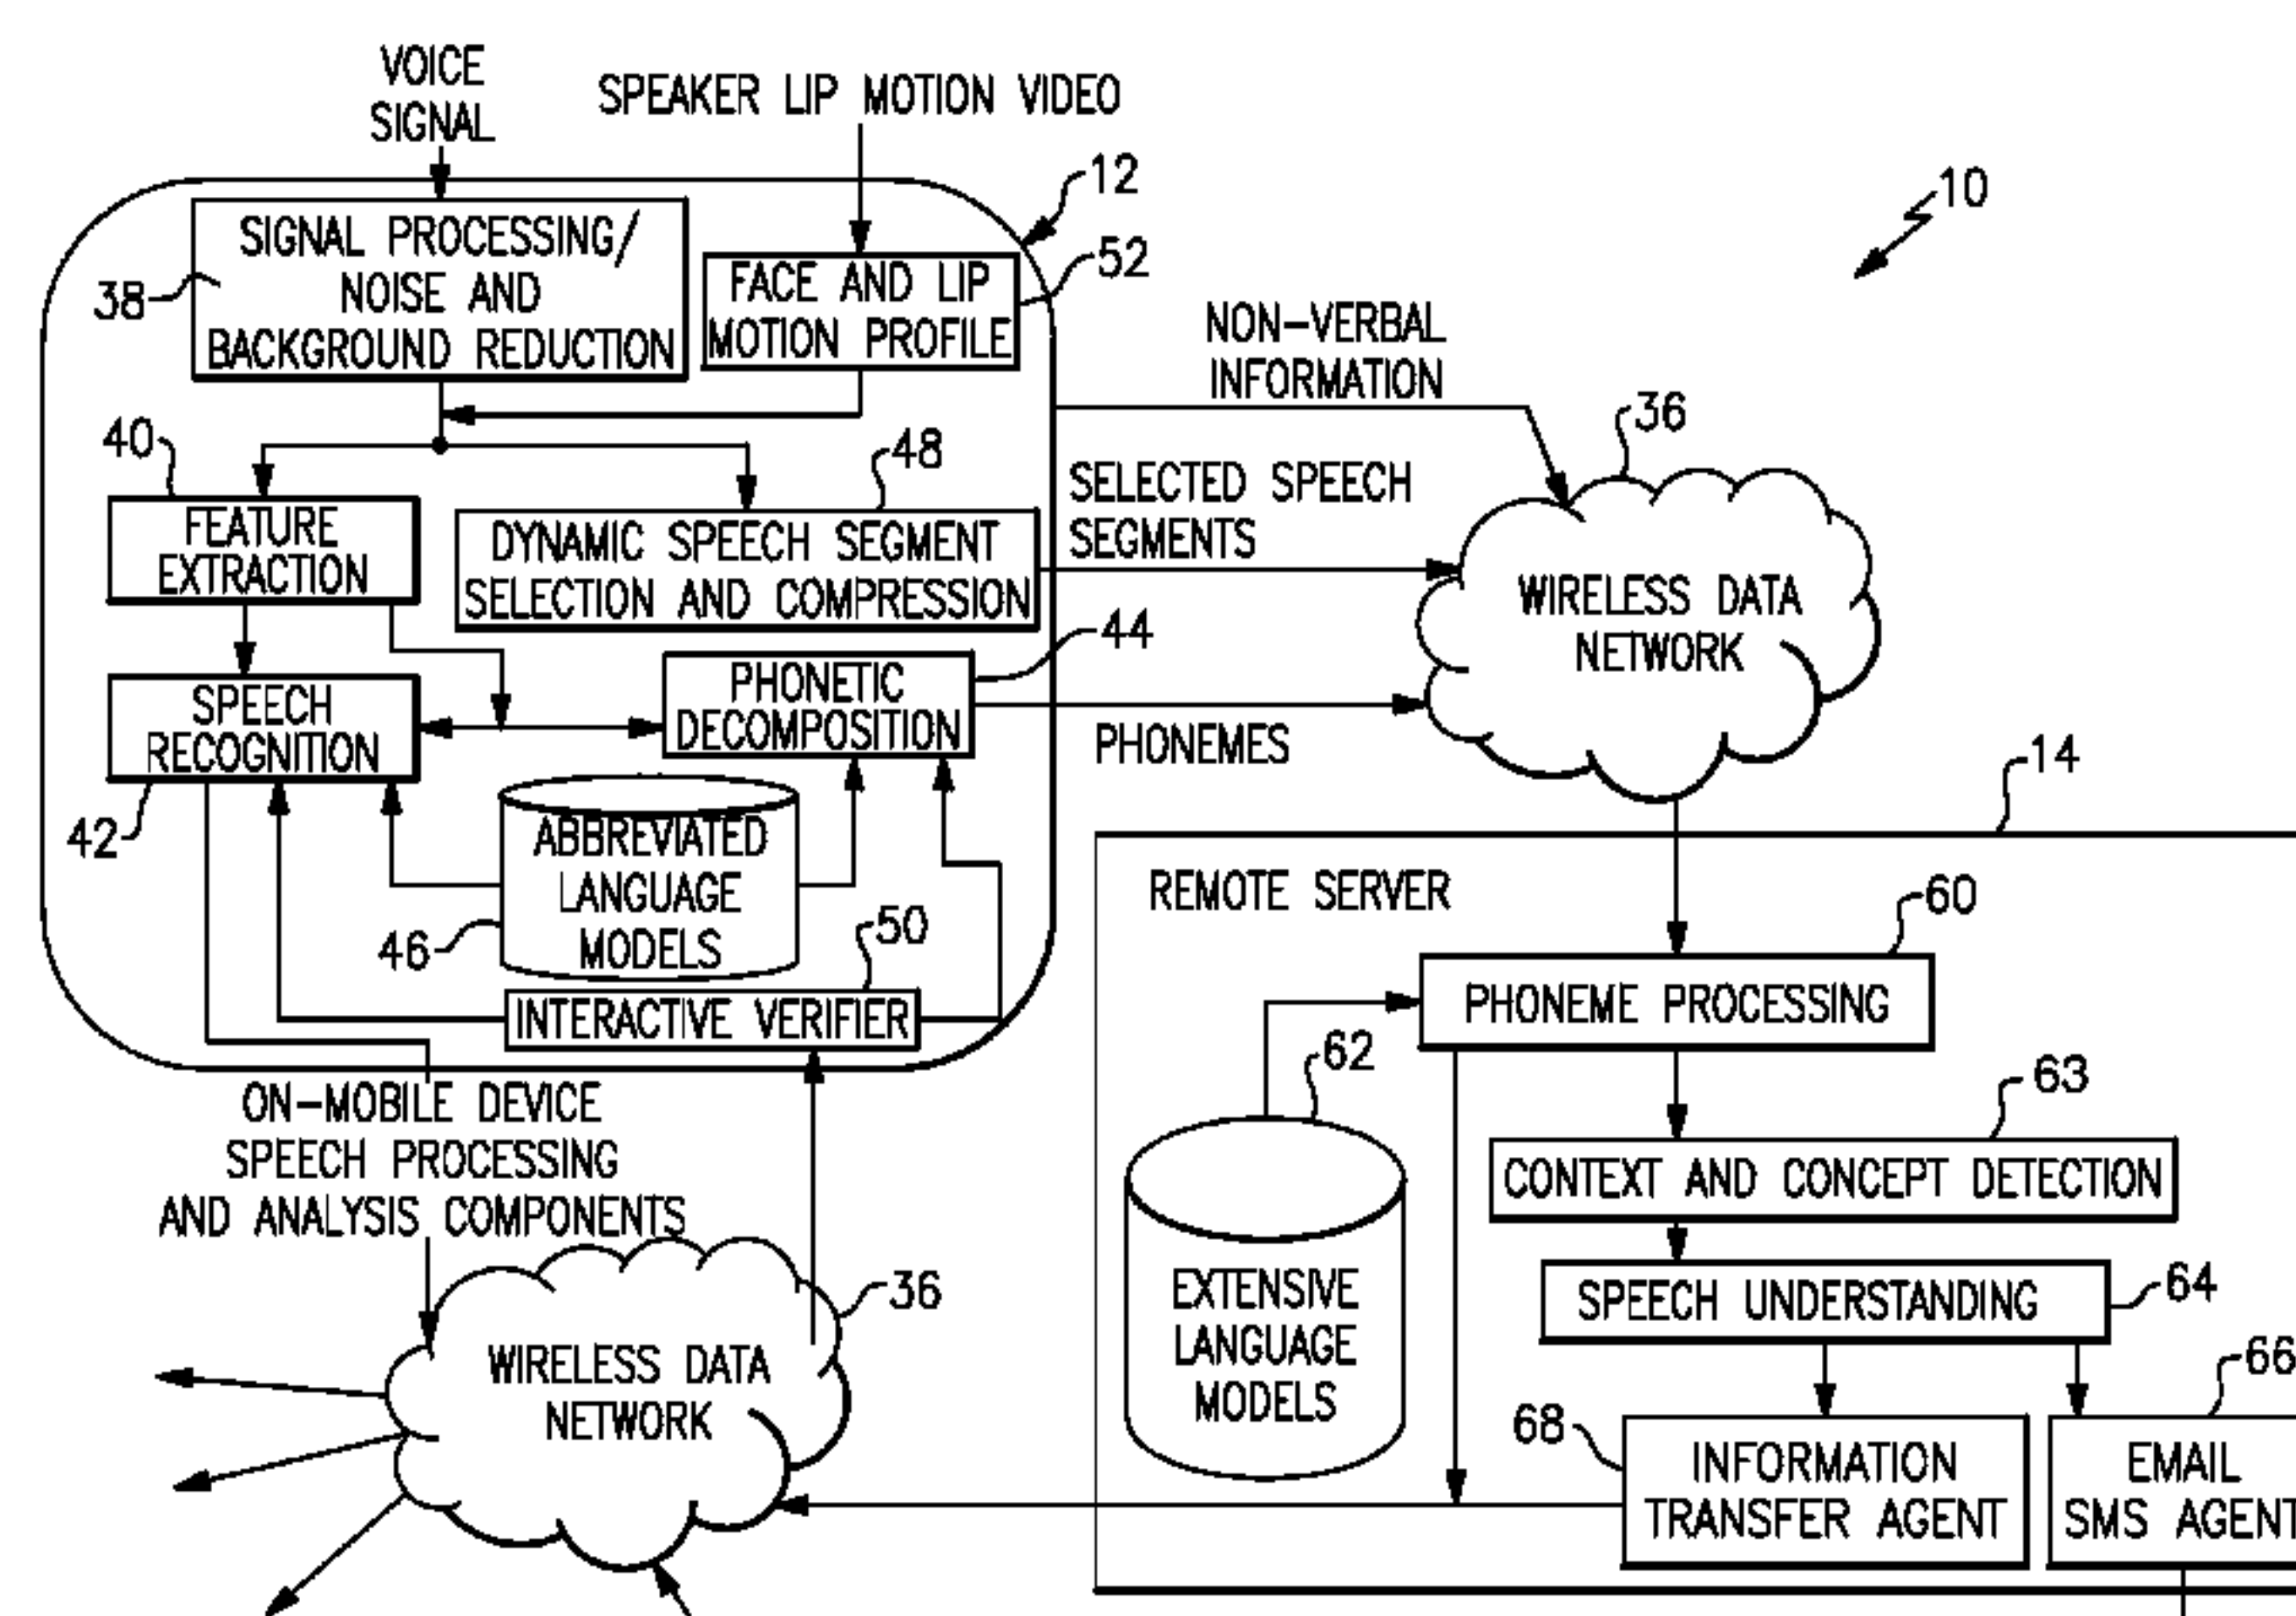 VOICE
SIGNAL
SPEAKER LIP MOTION VIDEO
12
10
SIGNAL PROCESSING/
NOISE AND
BACKGROUND REDUCTION
38
FACE AND LIP
MOTION PROFILE
52
NON-VERBAL
INFORMATION
36
40
48
SELECTED SPEECH
SEGMENTS
FEATURE
EXTRACTION
DYNAMIC SPEECH SEGMENT
SELECTION AND COMPRESSION
WIRELESS DATA
NETWORK
44
SPEECH
RECOGNITION
PHONETIC
DECOMPOSITION
PHONEMES
14
42
ABBREVIATED
LANGUAGE
MODELS
46
50
REMOTE SERVER
60
INTERACTIVE VERIFIER
PHONEME PROCESSING
62
63
ON-MOBILE DEVICE
SPEECH PROCESSING
AND ANALYSIS COMPONENTS
CONTEXT AND CONCEPT DETECTION
36
EXTENSIVE
LANGUAGE
MODELS
SPEECH UNDERSTANDING
64
66
WIRELESS DATA
NETWORK
68
INFORMATION
TRANSFER AGENT
EMAIL
SMS AGENT